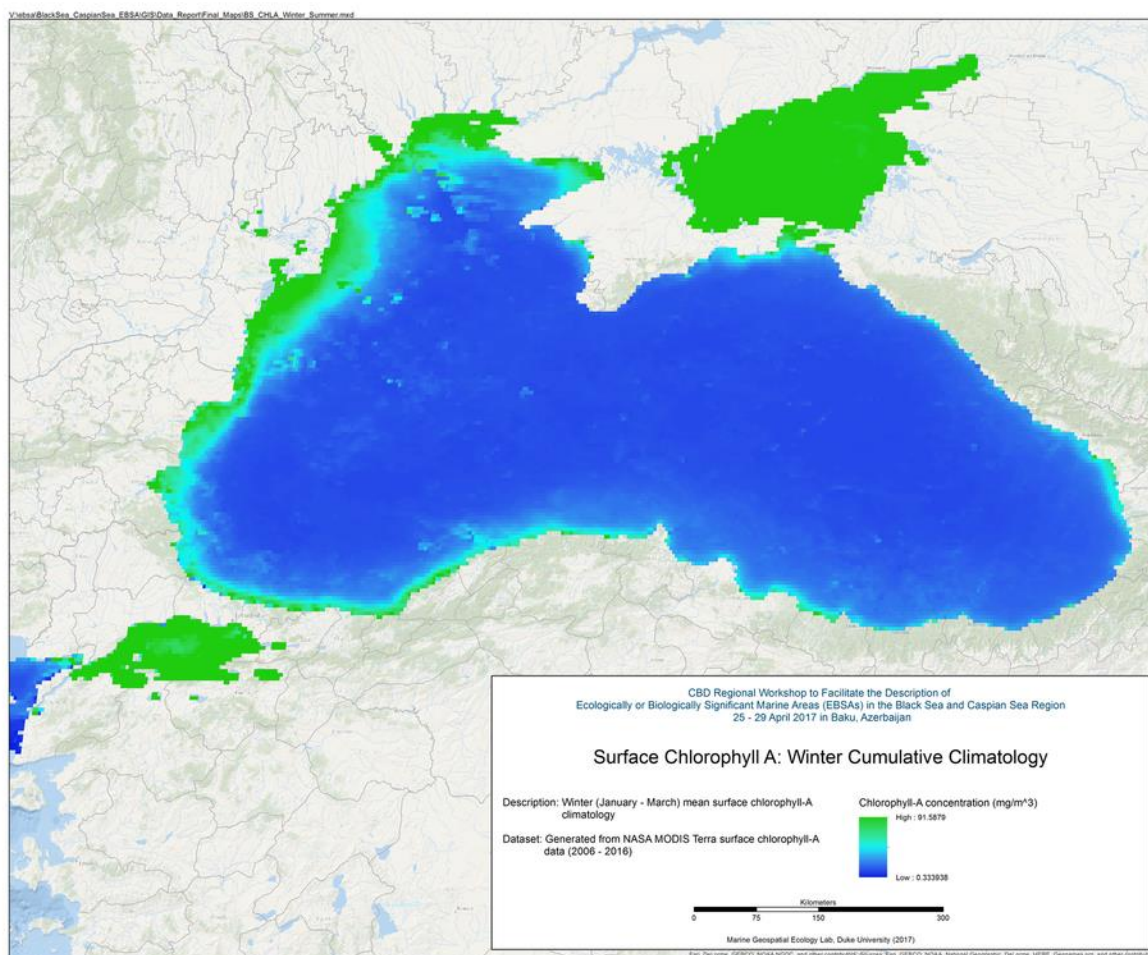 V:\ebsa\BlackSea_CaspianSea_EBSA\GIS\Data_Report\Final_Maps\BS_CHLA_Winter_Summer.mxd
CBD Regional Workshop to Facilitate the Description of
Ecologically or Biologically Significant Marine Areas (EBSAs) in the Black Sea and Caspian Sea Region
25 - 29 April 2017 in Baku, Azerbaijan
Surface Chlorophyll A: Winter Cumulative Climatology
Description: Winter (January - March) mean surface chlorophyll-A
climatology
Dataset: Generated from NASA MODIS Terra surface chlorophyll-A
data (2006 - 2016)
Chlorophyll-A concentration (mg/m^3)
High : 91.5879
Low : 0.333938
Kilometers
0 75 150 300
Marine Geospatial Ecology Lab, Duke University (2017)